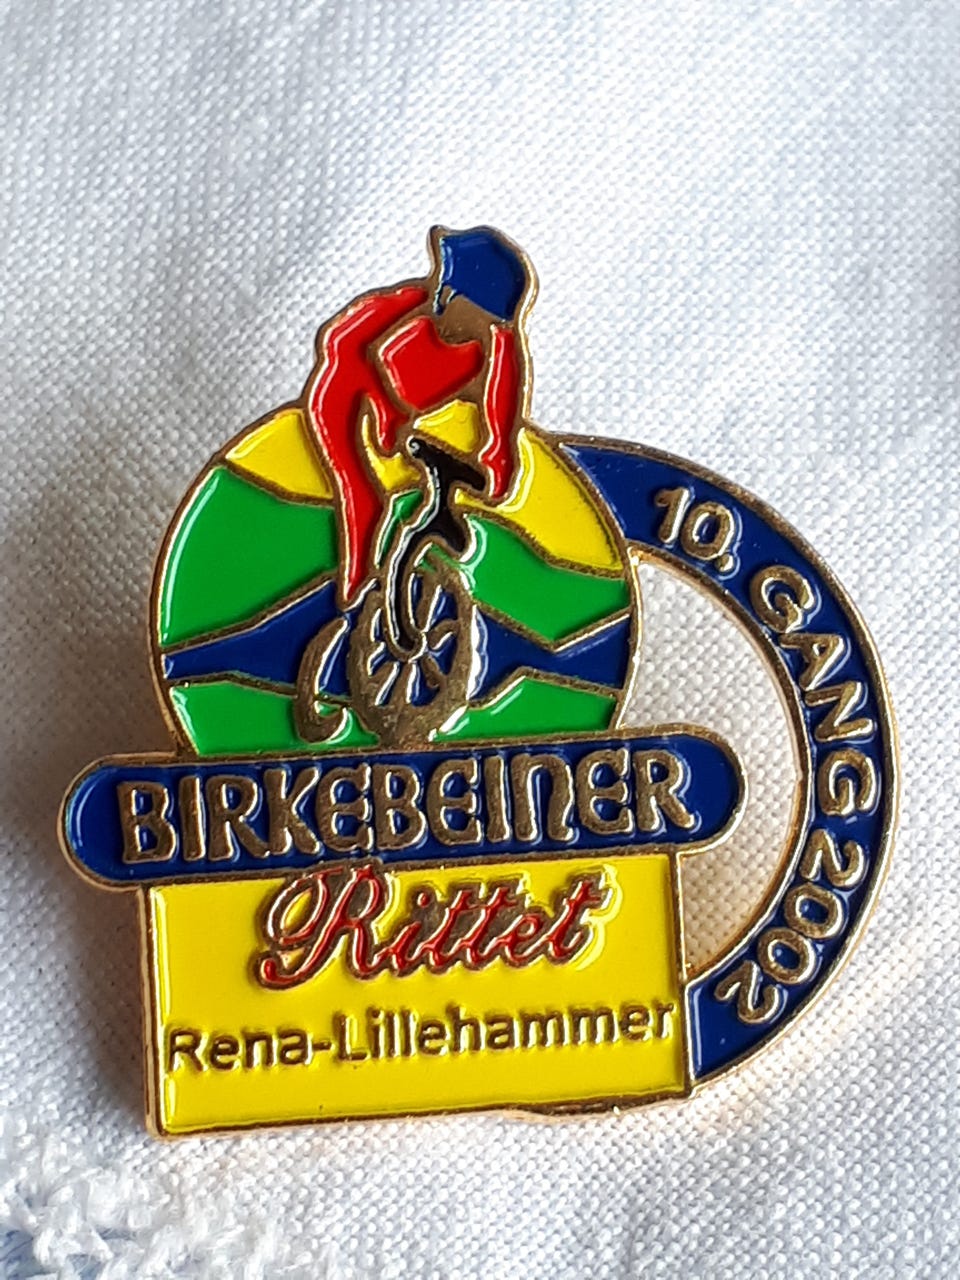 10. GANG 2002
BIRKEBEINER
Rittet
Rena-Lillehammer